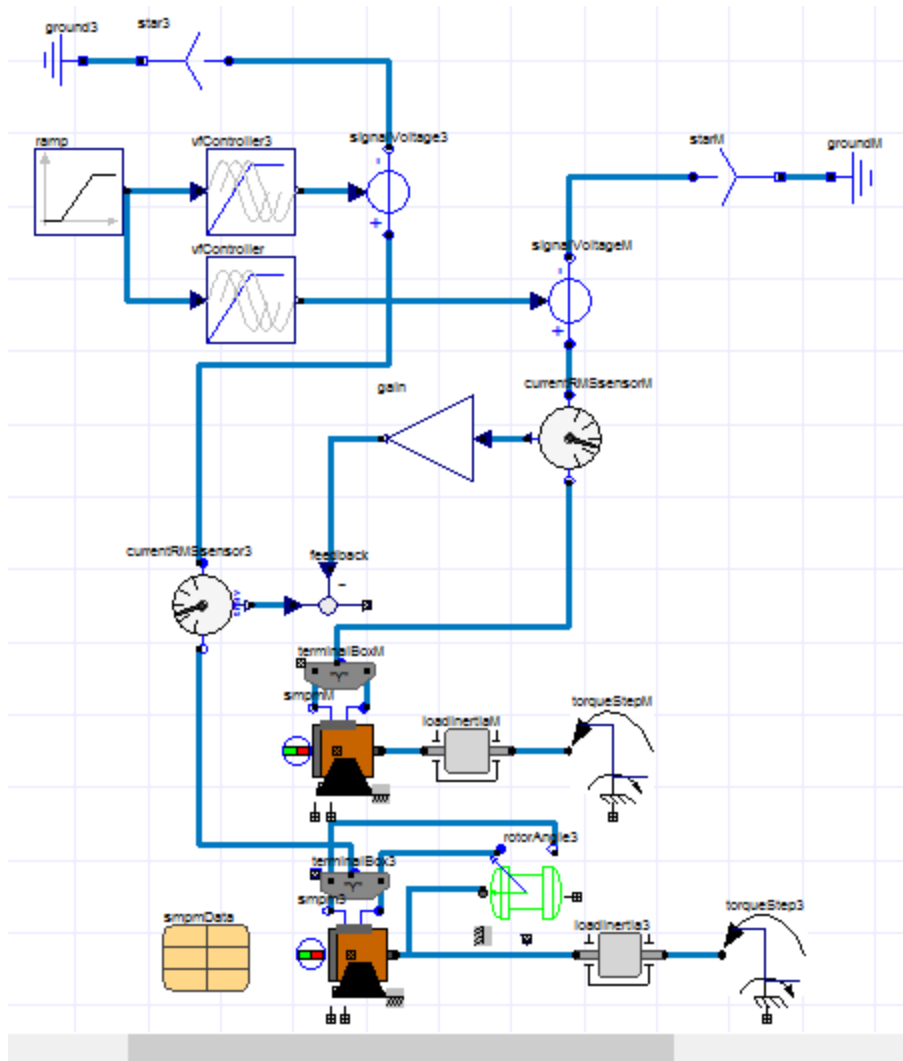 ground3
star3
ramp
vfController3
signalVoltage3
starM
groundM
vfController
signalVoltageM
-
+
-
+
gain
currentRMSsensorM
currentRMSsensor3
feedback
-
terminalBoxM
smpmM
loadInertiaM
torqueStepM
rotorAngle3
terminalBox3
smpm3
smpmData
loadInertia3
torqueStep3